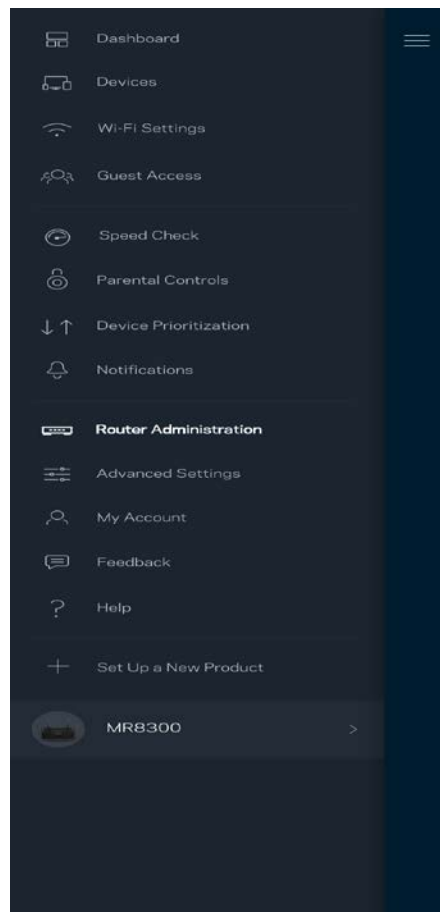 Dashboard
Devices
Wi-Fi Settings
Guest Access
Speed Check
Parental Controls
Device Prioritization
Notifications
Router Administration
Advanced Settings
My Account
Feedback
Help
Set Up a New Product
MR8300